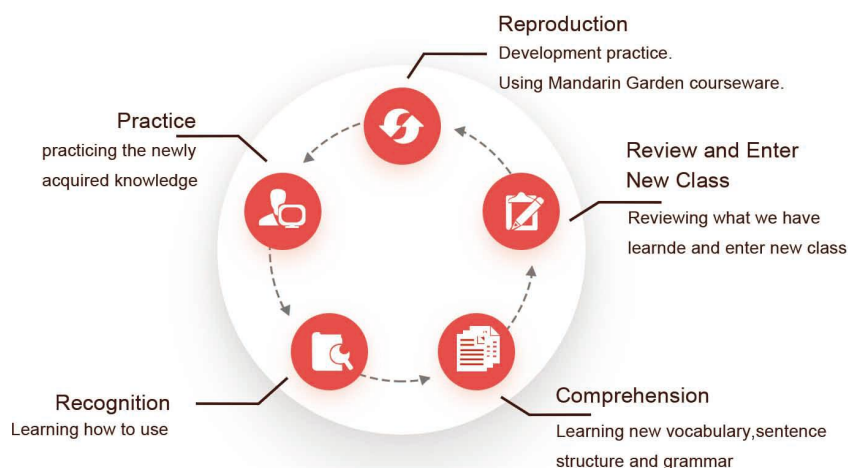 Reproduction
Development practice.
Using Mandarin Garden courseware.
Practice
practicing the newly
acquired knowledge
Review and Enter
New Class
Reviewing what we have
learnde and enter new class
Recognition
Learning how to use
Comprehension
Learning new vocabulary,sentence
structure and grammar